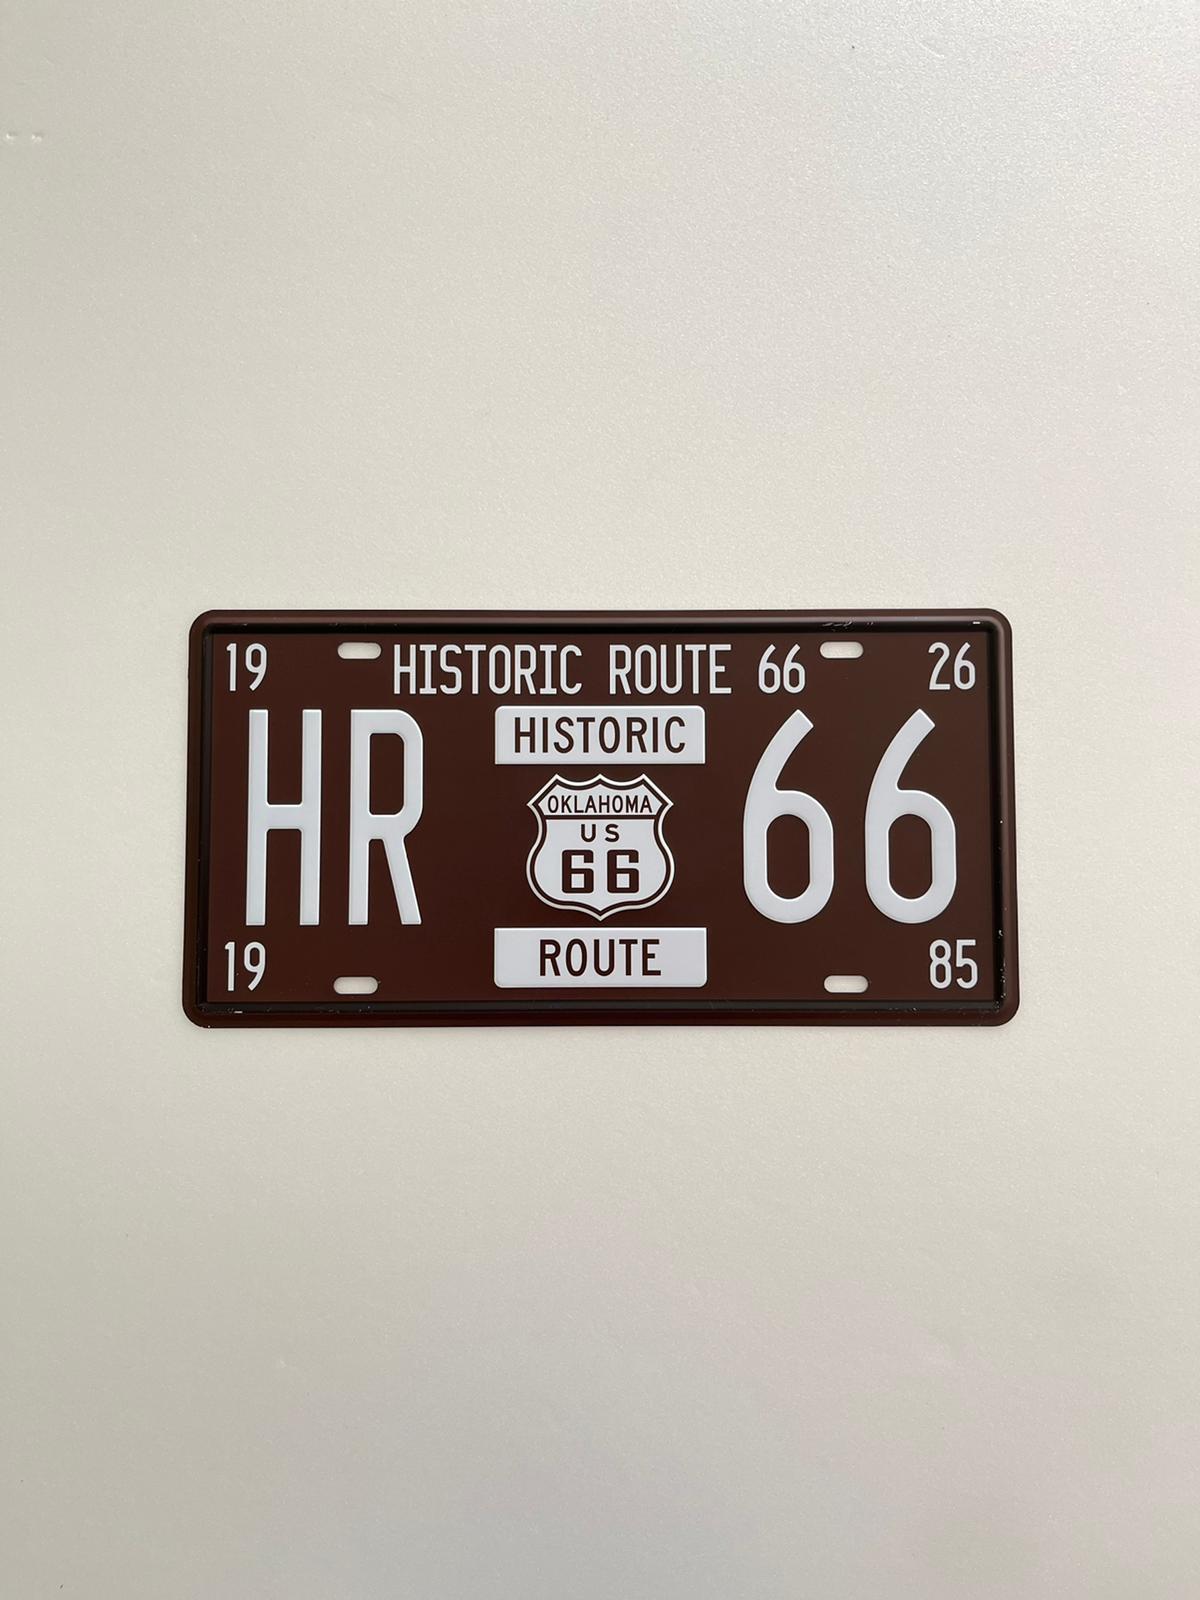 19 HISTORIC ROUTE 66 26
HISTORIC
HR 66
OKLAHOMA
US
66
ROUTE
19 85